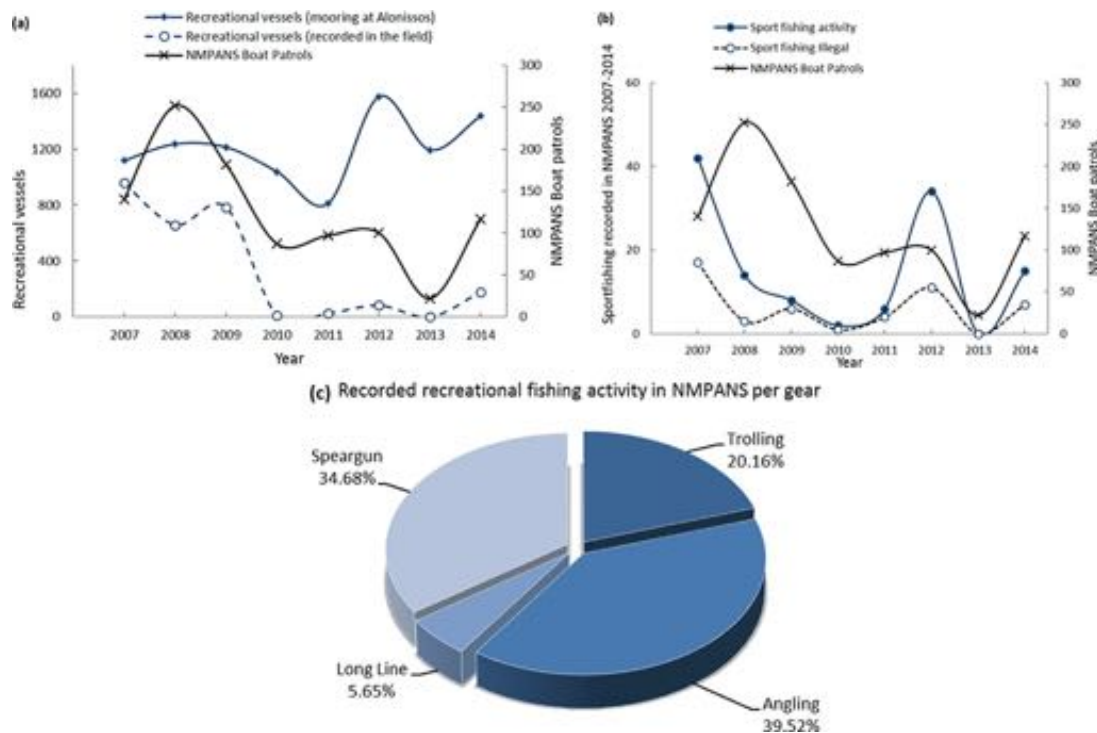 (a)
Recreational vessels (mooring at Alonissos)
Recreational vessels (recorded in the field)
NMPANS Boat Patrols
Recreational vessels
1600
1200
800
400
0
300
250
200
150
100
50
0
NMPANS Boat patrols
2007 2008 2009 2010 2011 2012 2013 2014
Year
(b)
Sport fishing activity
Sport fishing Illegal
NMPANS Boat Patrols
Sportfishing recorded in NMPANS 2007-2014
60
40
20
0
300
250
200
150
100
50
0
NMPANS Boat patrols
2007 2008 2009 2010 2011 2012 2013 2014
Year
(c) Recorded recreational fishing activity in NMPANS per gear
Speargun
34.68%
Trolling
20.16%
Long Line
5.65%
Angling
39.52%